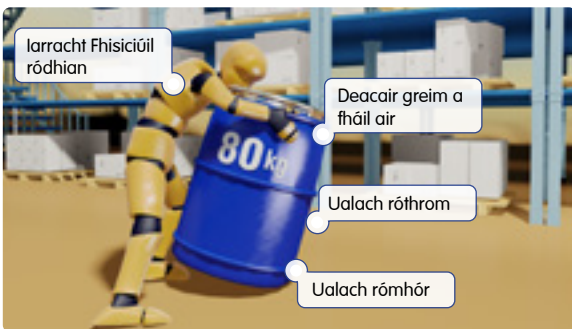 Iarracht Fhisiciúil
ródhian
Deacair greim a
fháil air
80kg
Ualach róthrom
Ualach rómhór